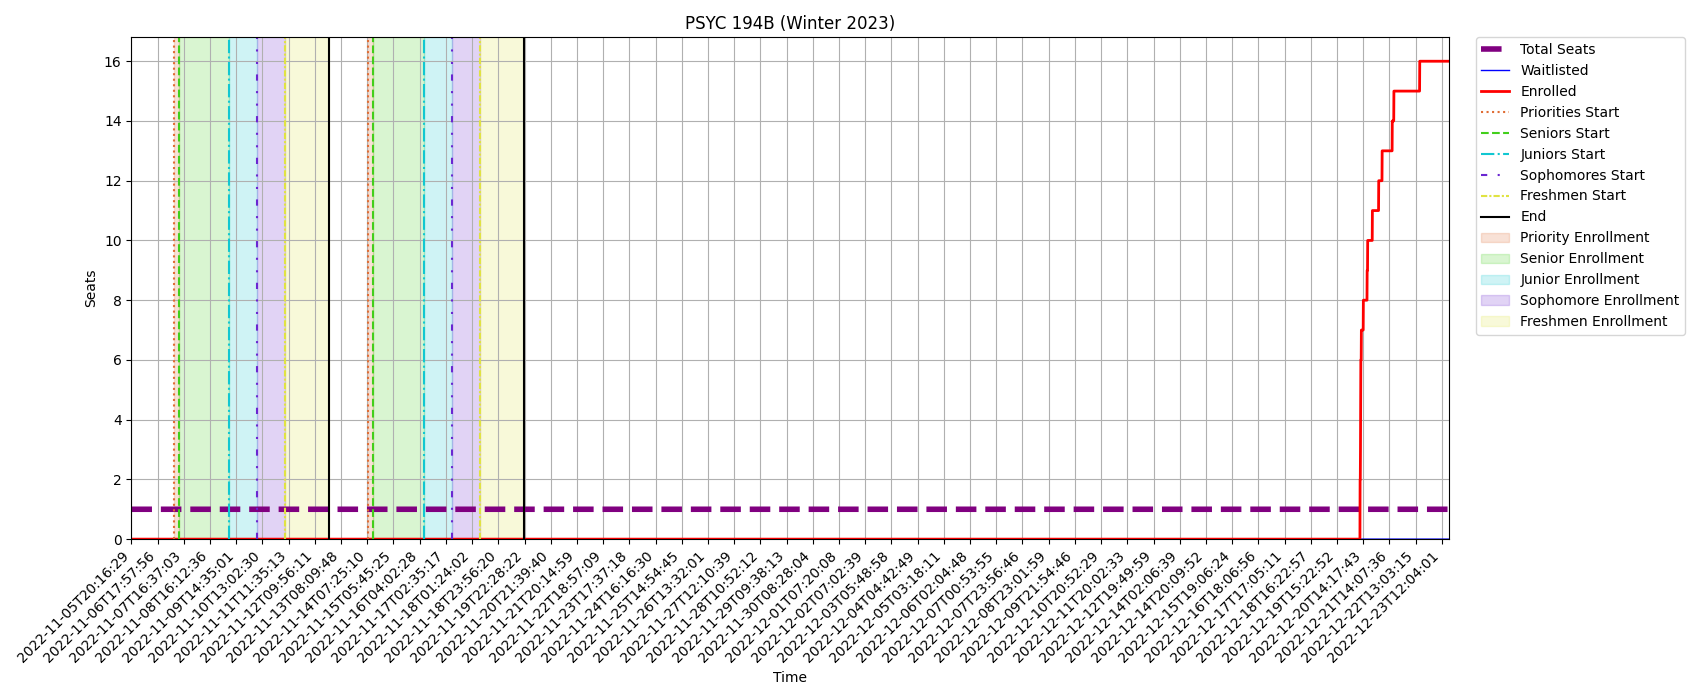 PSYC 194B (Winter 2023)
Seats
16
14
12
10
8
6
4
2
0
2022-11-05T20:16:29
2022-11-06T17:57:56
2022-11-07T16:37:03
2022-11-08T16:12:36
2022-11-09T14:35:01
2022-11-10T13:02:30
2022-11-11T11:35:13
2022-11-12T09:56:11
2022-11-13T08:09:48
2022-11-14T07:25:10
2022-11-15T05:45:25
2022-11-16T04:02:28
2022-11-17T02:35:17
2022-11-18T01:24:02
2022-11-18T23:56:20
2022-11-19T22:28:22
2022-11-20T21:39:40
2022-11-21T20:14:59
2022-11-22T18:57:09
2022-11-23T17:37:18
2022-11-24T16:16:30
2022-11-25T14:54:45
2022-11-26T13:32:01
2022-11-27T12:10:39
2022-11-28T10:52:12
2022-11-29T09:38:13
2022-11-30T08:28:04
2022-12-01T07:20:08
2022-12-02T07:02:39
2022-12-03T05:48:58
2022-12-04T04:42:49
2022-12-05T03:18:11
2022-12-06T02:04:48
2022-12-07T00:53:55
2022-12-07T23:56:46
2022-12-08T23:01:59
2022-12-09T21:54:46
2022-12-10T20:52:29
2022-12-11T20:02:33
2022-12-12T19:49:59
2022-12-14T02:06:39
2022-12-14T20:09:52
2022-12-15T19:06:24
2022-12-16T18:06:56
2022-12-17T17:05:11
2022-12-18T16:22:57
2022-12-19T15:22:52
2022-12-20T14:17:43
2022-12-21T14:07:36
2022-12-22T13:03:15
2022-12-23T12:04:01
Time
Total Seats
Waitlisted
Enrolled
Priorities Start
Seniors Start
Juniors Start
Sophomores Start
Freshmen Start
End
Priority Enrollment
Senior Enrollment
Junior Enrollment
Sophomore Enrollment
Freshmen Enrollment